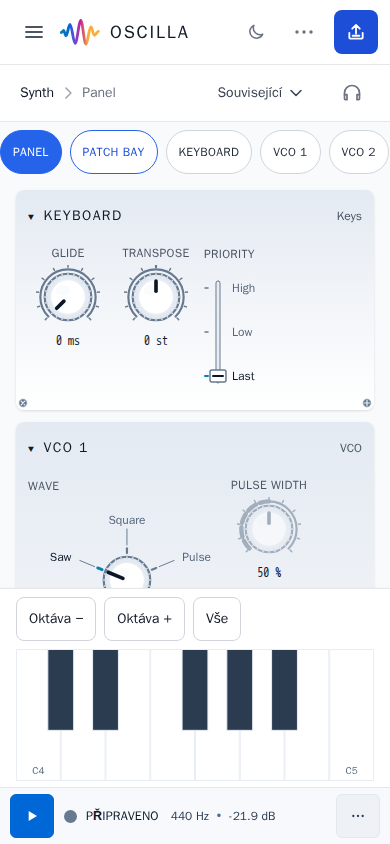 OSCILLA
Synth Panel Související
PANEL PATCH BAY KEYBOARD VCO 1 VCO 2
KEYBOARD Keys
GLIDE TRANSPOSE PRIORITY
High
Low
Last
0 ms 0 st
VCO 1 VCO
WAVE PULSE WIDTH
Square
Saw Pulse
50 %
Oktáva − Oktáva + Vše
C4 C5
PŘIPRAVENO 440 Hz • -21.9 dB